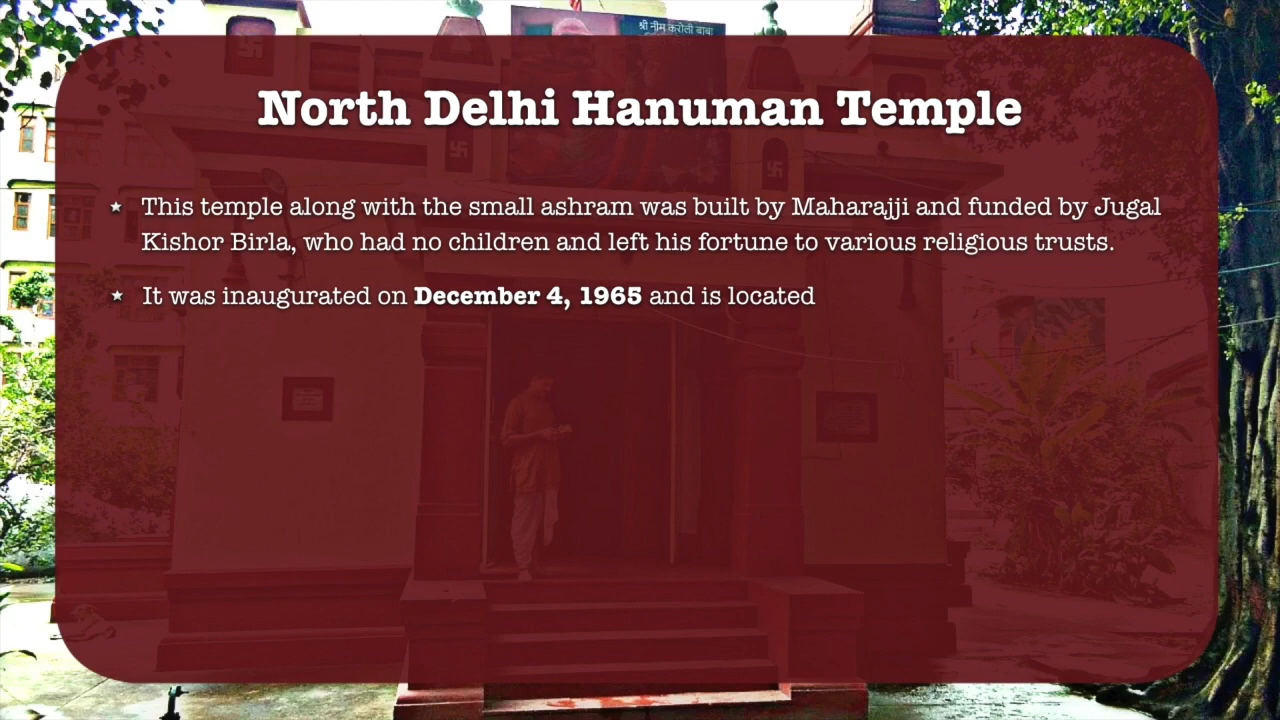 श्री नीम करोली बाबा
North Delhi Hanuman Temple
This temple along with the small ashram was built by Maharajji and funded by Jugal
Kishor Birla, who had no children and left his fortune to various religious trusts.
It was inaugurated on December 4, 1965 and is located